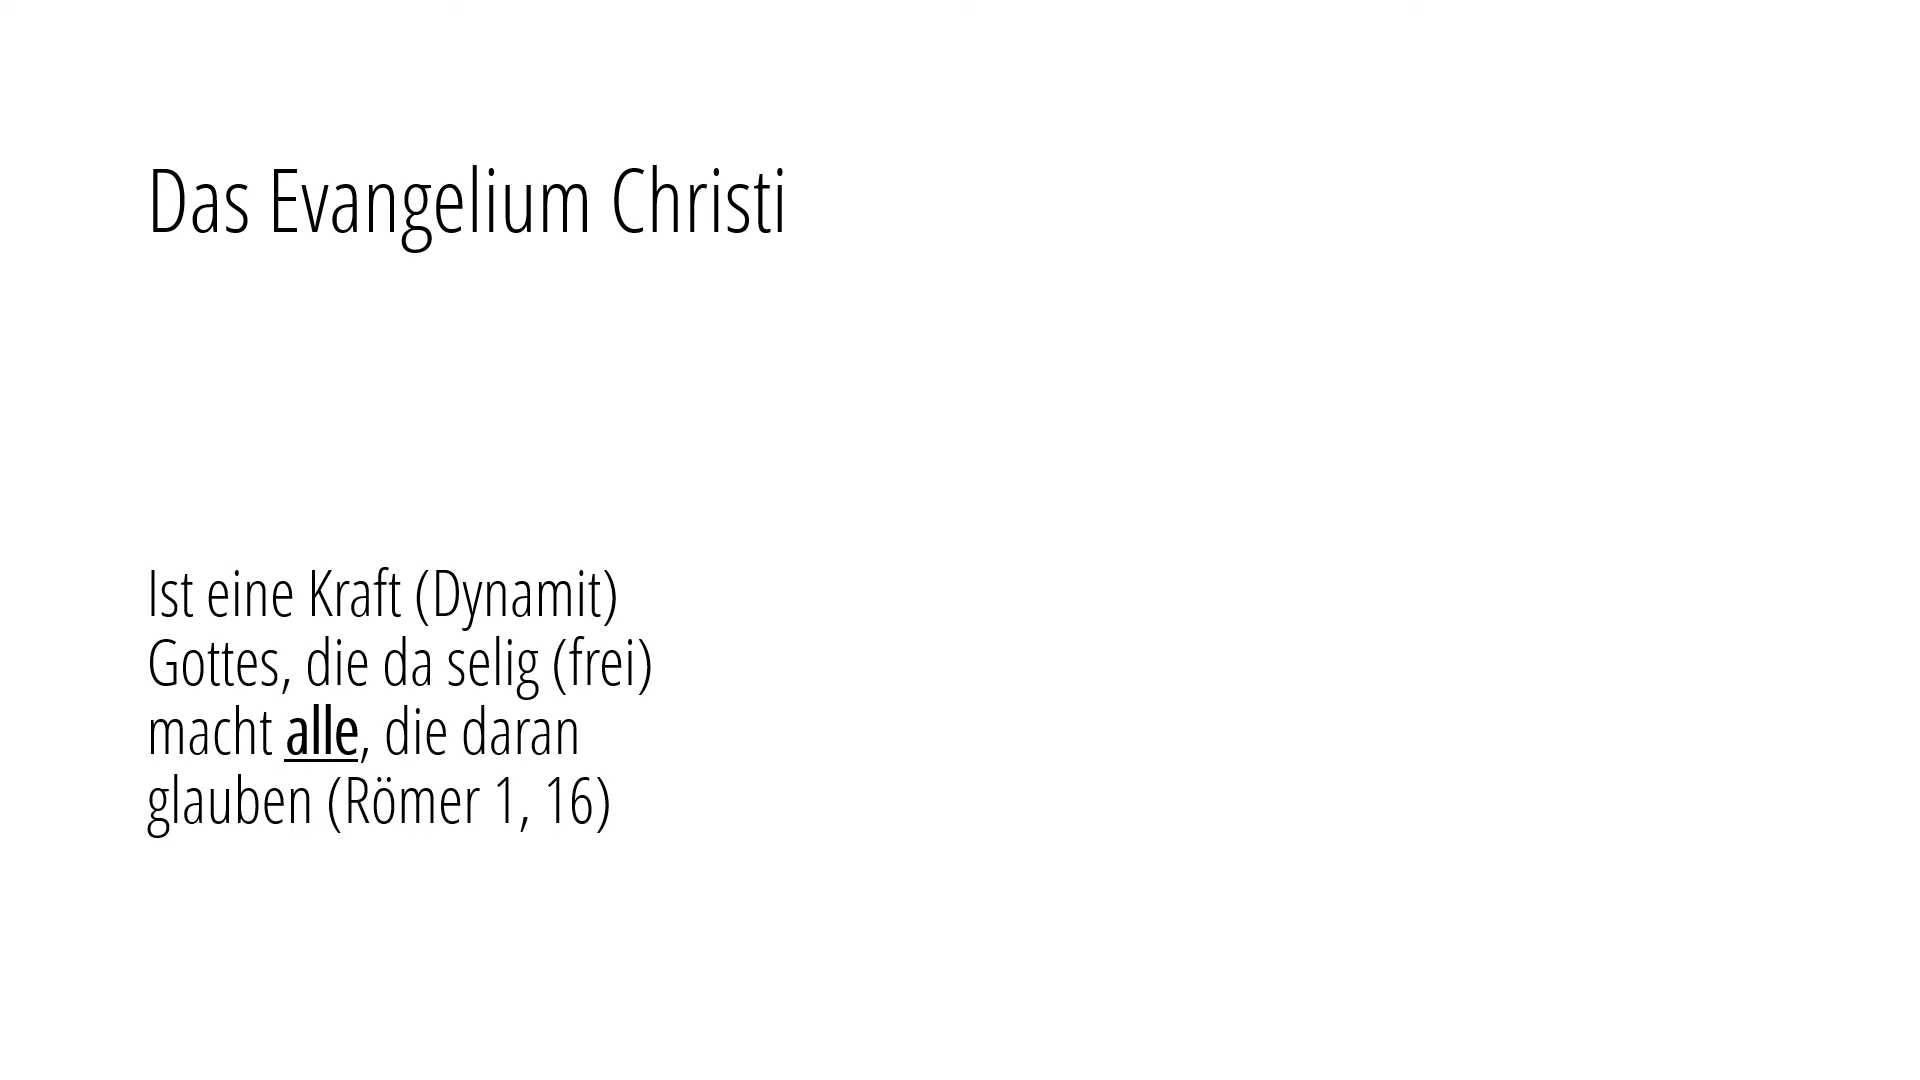 Das Evangelium Christi
Ist eine Kraft (Dynamit)
Gottes, die da selig (frei)
macht alle, die daran
glauben (Römer 1, 16)